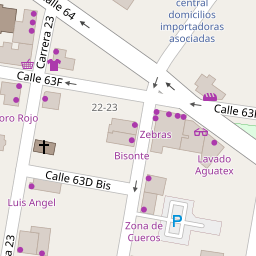 Calle 64
central
domicilios
importadoras
asociadas
Carrera 23
Calle 63F
22-23
Calle 63F
oro Rojo
Zebras
Bisonte
Lavado
Aguatex
Calle 63D Bis
Luis Angel
Zona de
Cueros
P
23